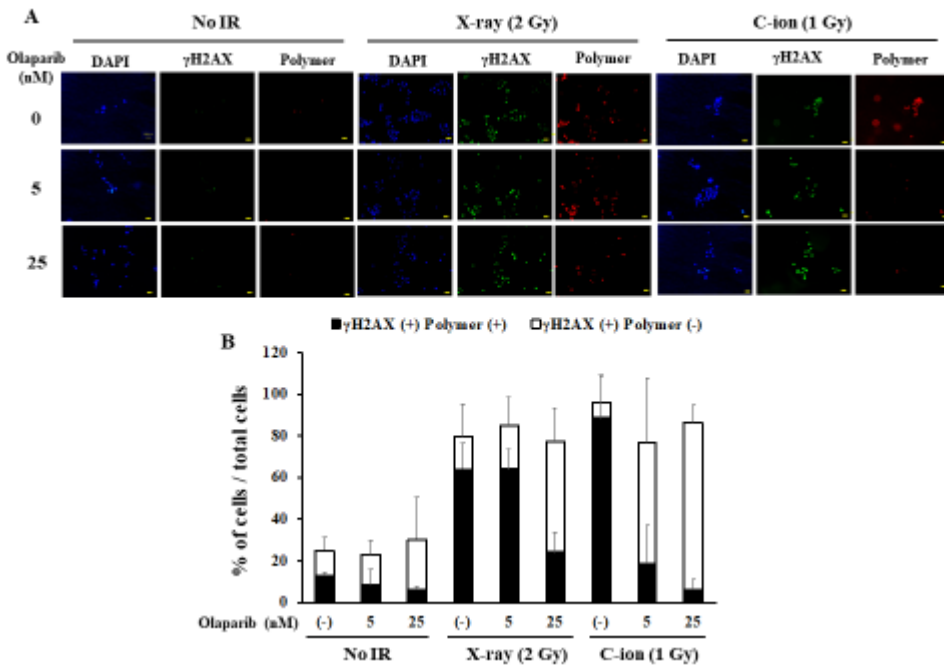 A
No IR
X-ray (2 Gy)
C-ion (1 Gy)
Olaparib
(nM)
DAPI γH2AX Polymer DAPI γH2AX Polymer DAPI γH2AX Polymer
0
5
25
■γH2AX (+) Polymer (+) □γH2AX (+) Polymer (-)
B
% of cells / total cells
120
100
80
60
40
20
0
Olaparib (nM) (-) 5 25 (-) 5 25 (-) 5 25
No IR X-ray (2 Gy) C-ion (1 Gy)